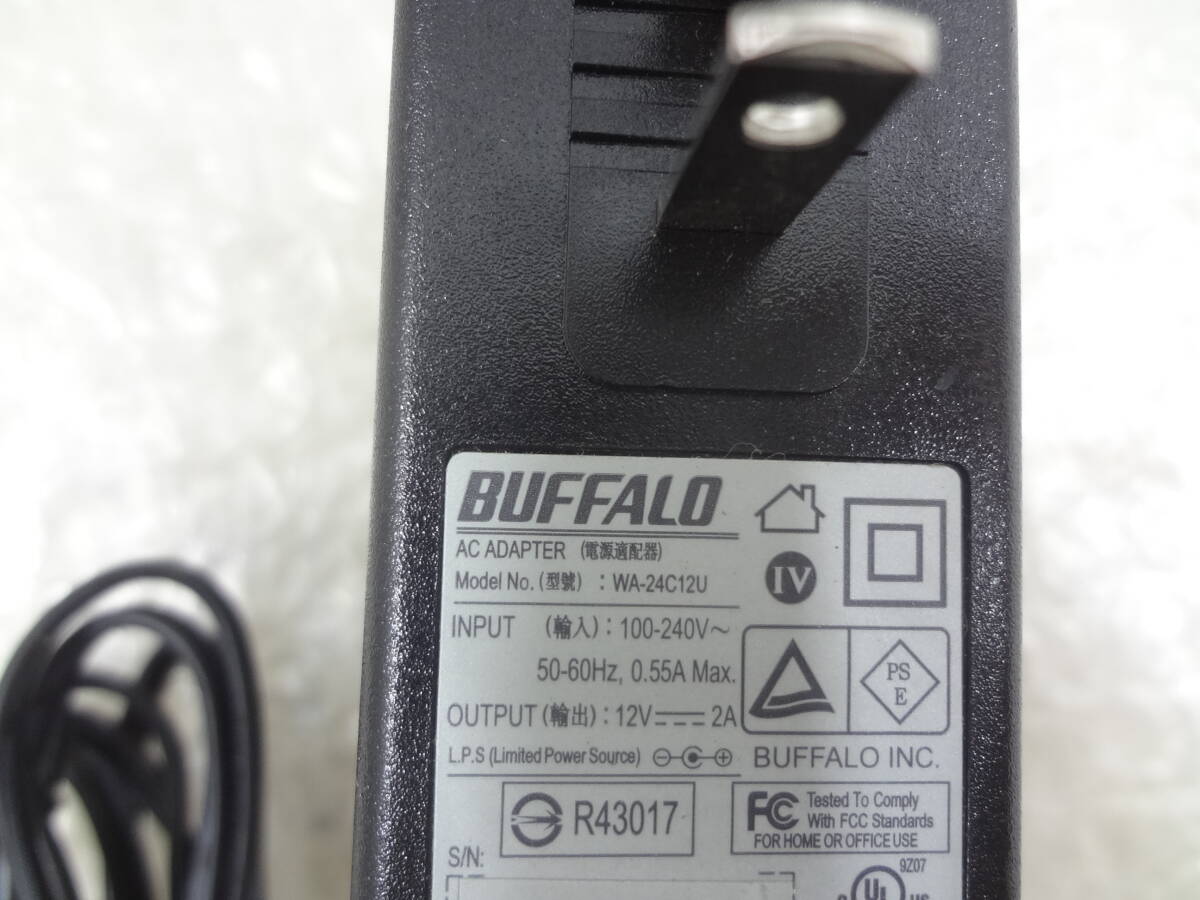 BUFFALO
AC ADAPTER (電源適配器)
Model No. (型號) : WA-24C12U
IV
INPUT (輸入) : 100-240V～
50-60Hz, 0.55A Max.
PS
E
OUTPUT (輸出) : 12V 2A
L.P.S (Limited Power Source)
BUFFALO INC.
R43017
FC Tested To Comply
With FCC Standards
FOR HOME OR OFFICE USE
S/N:
9Z07
UL